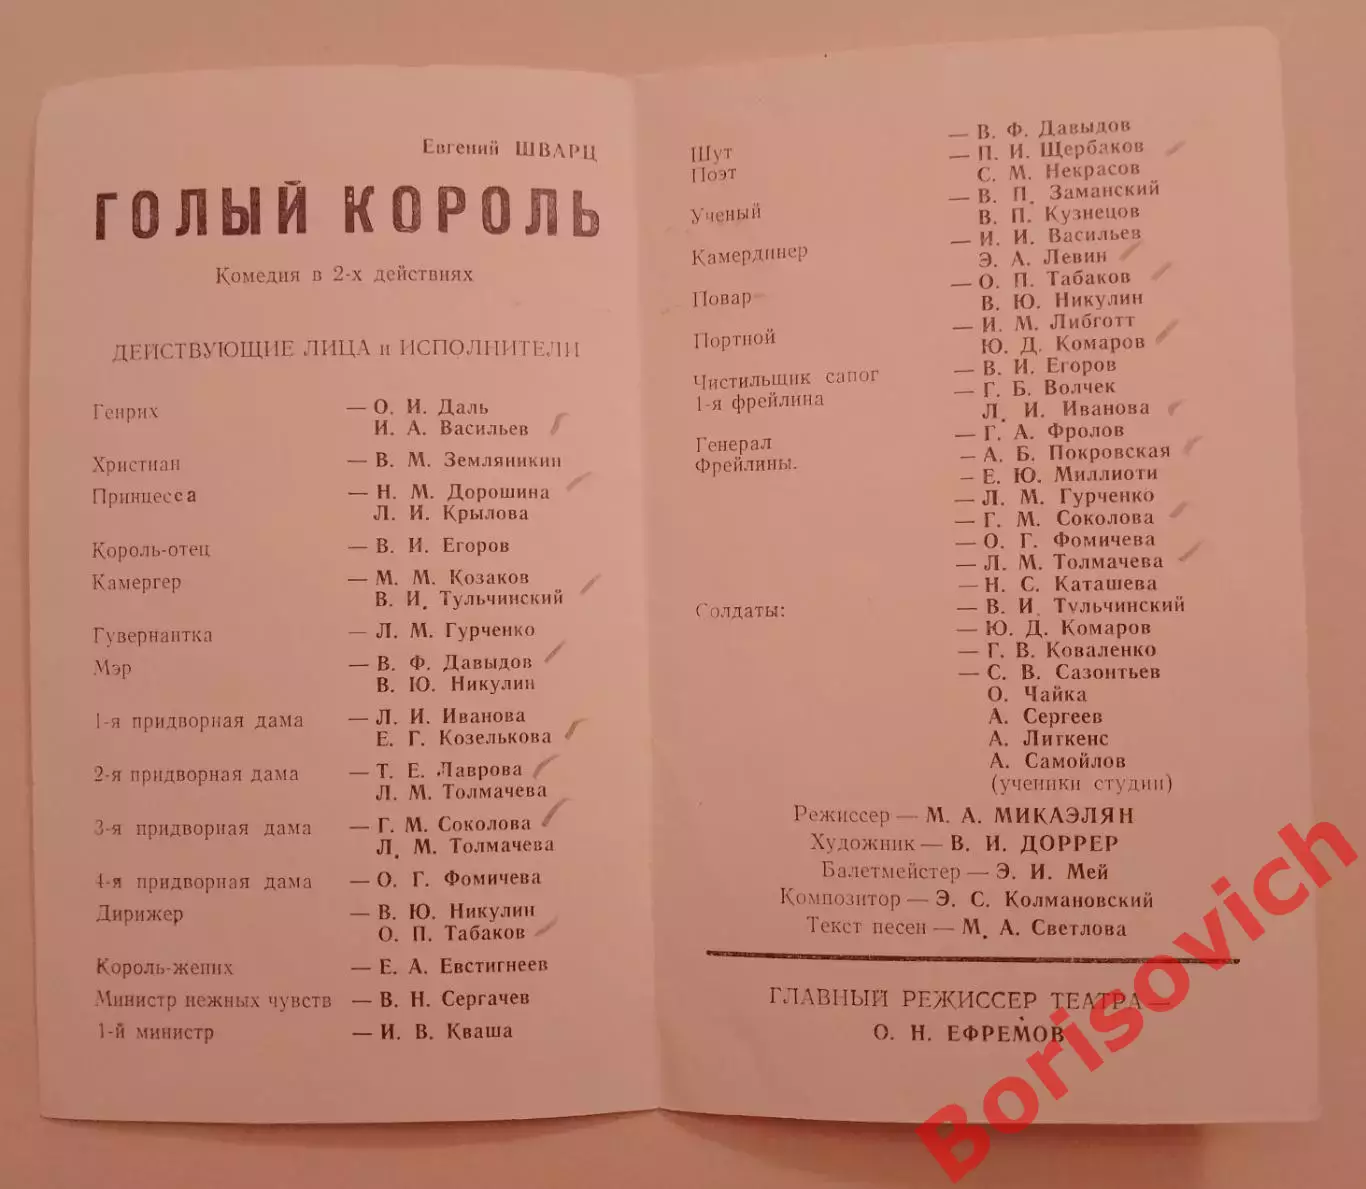 Евгений ШВАРЦ
ГОЛЫЙ КОРОЛЬ
Комедия в 2-х действиях
ДЕЙСТВУЮЩИЕ ЛИЦА и ИСПОЛНИТЕЛИ
Генрих — О. И. Даль
И. А. Васильев
Христиан — В. М. Земляникин
Принцесса — Н. М. Дорошина
Л. И. Крылова
Король-отец — В. И. Егоров
Камергер — М. М. Козаков
В. И. Тульчинский
Гувернантка — Л. М. Гурченко
Мэр — В. Ф. Давыдов
В. Ю. Никулин
1-я придворная дама — Л. И. Иванова
Е. Г. Козелькова
2-я придворная дама — Т. Е. Лаврова
Л. М. Толмачева
3-я придворная дама — Г. М. Соколова
Л. М. Толмачева
4-я придворная дама — О. Г. Фомичева
Дирижер — В. Ю. Никулин
О. П. Табаков
Король-жених — Е. А. Евстигнеев
Министр нежных чувств — В. Н. Сергачев
1-й министр — И. В. Кваша
Шут — В. Ф. Давыдов
Поэт — П. И. Щербаков
С. М. Некрасов
Ученый — В. П. Заманский
В. П. Кузнецов
Камердинер — И. И. Васильев
Э. А. Левин
Повар — О. П. Табаков
В. Ю. Никулин
Портной — И. М. Либготт
Ю. Д. Комаров
Чистильщик сапог — В. И. Егоров
1-я фрейлина — Г. Б. Волчек
Л. И. Иванова
Генерал — Г. А. Фролов
Фрейлины. — А. Б. Покровская
— Е. Ю. Миллиоти
— Л. М. Гурченко
— Г. М. Соколова
— О. Г. Фомичева
— Л. М. Толмачева
— Н. С. Каташева
Солдаты: — В. И. Тульчинский
— Ю. Д. Комаров
— Г. В. Коваленко
— С. В. Сазонтьев
О. Чайка
А. Сергеев
А. Литкенс
А. Самойлов
(ученики студии)
Режиссер — М. А. МИКАЭЛЯН
Художник — В. И. ДОРРЕР
Балетмейстер — Э. И. Мей
Композитор — Э. С. Колмановский
Текст песен — М. А. Светлова
ГЛАВНЫЙ РЕЖИССЕР ТЕАТРА —
О. Н. ЕФРЕМОВ
Borisovich